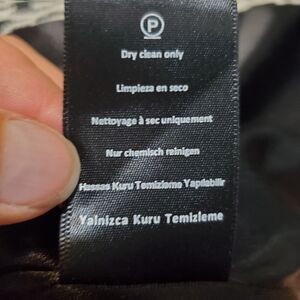 P
Dry clean only
Limpieza en seco
Nettoyage à sec uniquement
Nur chemisch reinigen
Hassas Kuru Temizleme Yapılabilir
Yalnizca Kuru Temizleme